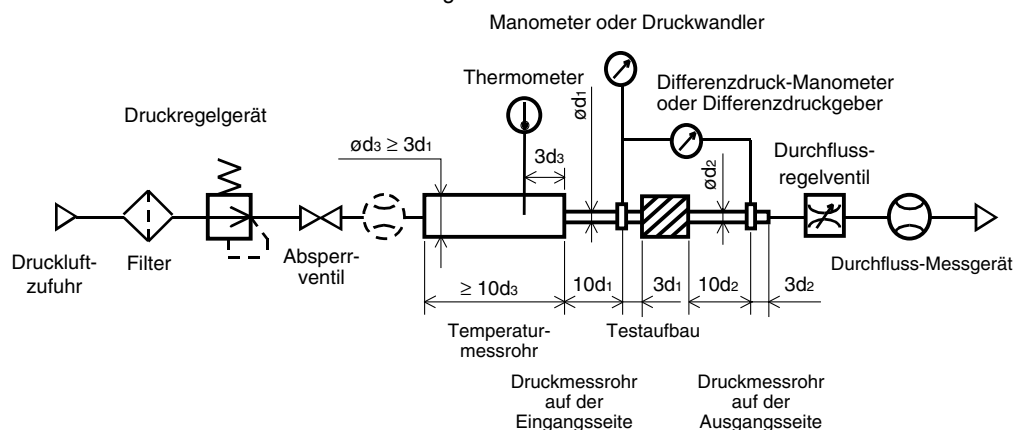 Manometer oder Druckwandler
Thermometer
Differenzdruck-Manometer
oder Differenzdruckgeber
Druckregelgerät
ød₁
ød₃ ≥ 3d₁
3d₃
ød₂
Durchfluss-
regelventil
Druckluft-
zufuhr
Filter
Absperr-
ventil
Durchfluss-Messgerät
≥ 10d₃
10d₁
3d₁
10d₂
3d₂
Temperatur-
messrohr
Testaufbau
Druckmessrohr
auf der
Eingangsseite
Druckmessrohr
auf der
Ausgangsseite